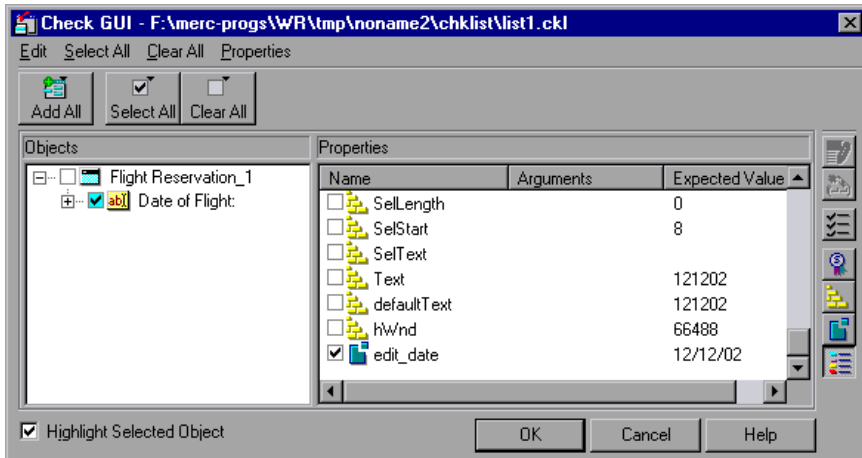 Check GUI - F:\merc-progs\WR\tmp\noname2\chklist\list1.ckl
Edit Select All Clear All Properties
Add All Select All Clear All
Objects Properties
Flight Reservation_1
Date of Flight:
Name Arguments Expected Value
SelLength 0
SelStart 8
SelText
Text 121202
defaultText 121202
hWnd 66488
edit_date 12/12/02
Highlight Selected Object
OK Cancel Help